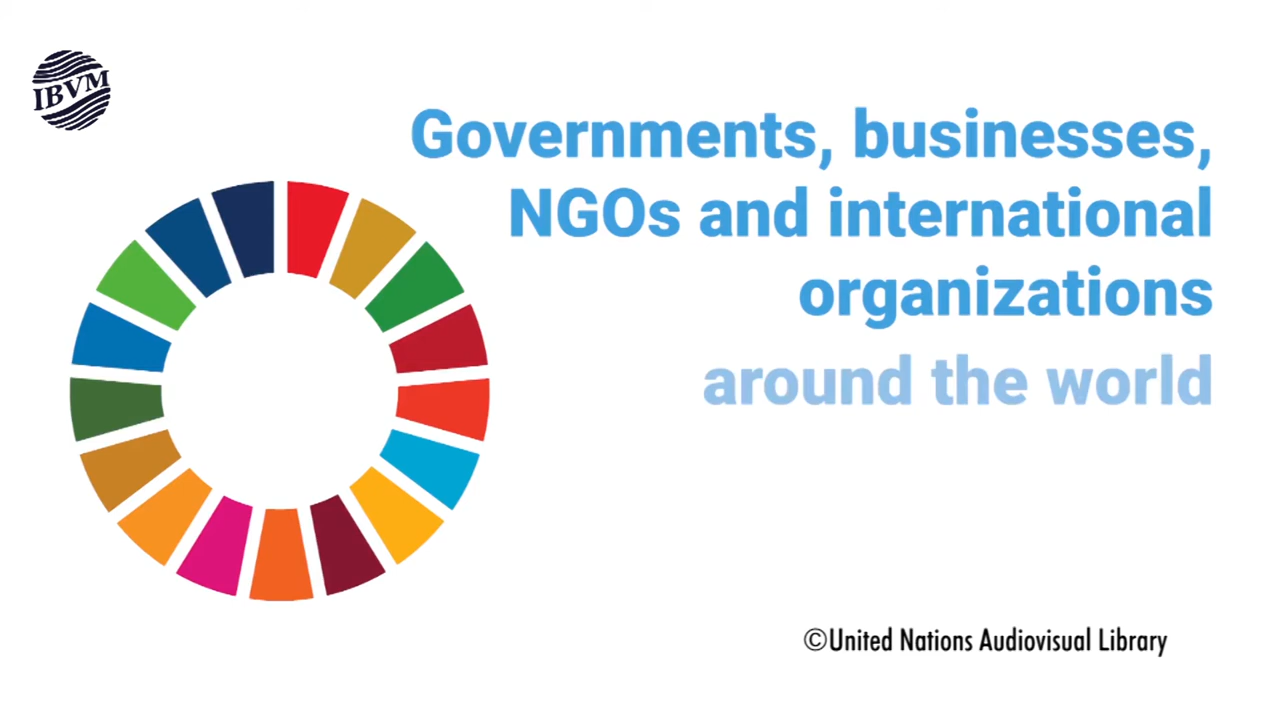 IBVM
Governments, businesses,
NGOs and international
organizations
around the world
©United Nations Audiovisual Library